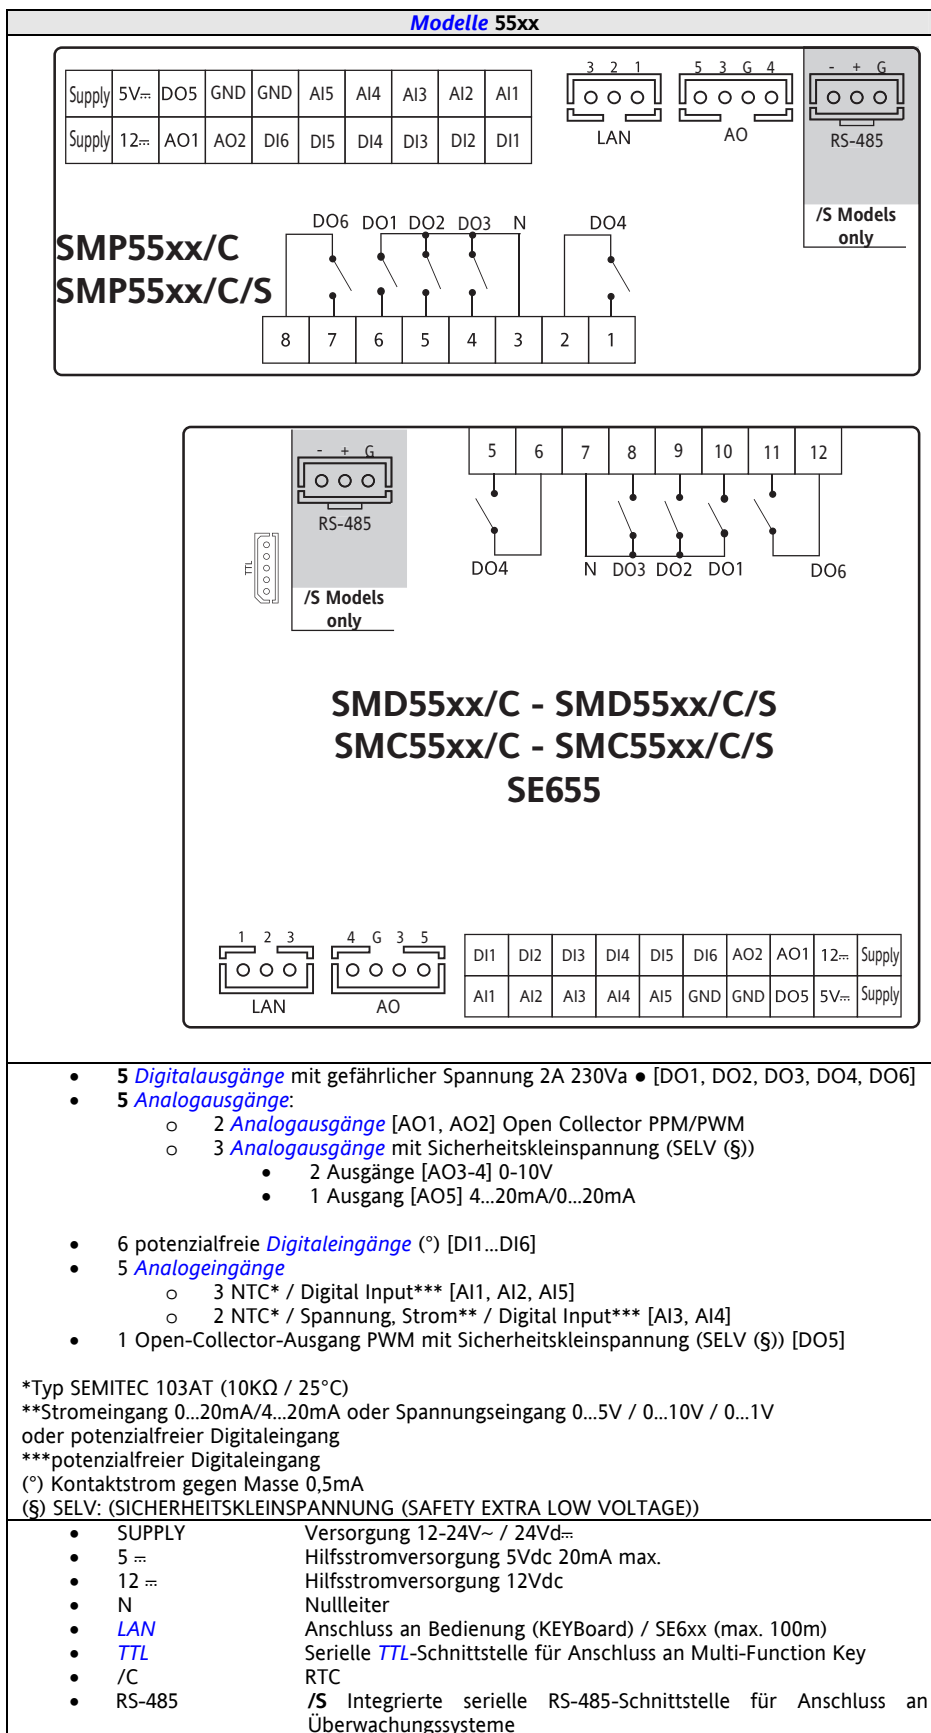 Modelle 55xx
3 2 1 5 3 G 4 - + G
Supply 5V⎓ DO5 GND GND AI5 AI4 AI3 AI2 AI1
Supply 12⎓ AO1 AO2 DI6 DI5 DI4 DI3 DI2 DI1
LAN AO RS-485
/S Models
only
DO6 DO1 DO2 DO3 N DO4
SMP55xx/C
SMP55xx/C/S
8 7 6 5 4 3 2 1
- + G
5 6 7 8 9 10 11 12
RS-485
TTL
DO4 N DO3 DO2 DO1 DO6
/S Models
only
SMD55xx/C - SMD55xx/C/S
SMC55xx/C - SMC55xx/C/S
SE655
1 2 3 4 G 3 5
DI1 DI2 DI3 DI4 DI5 DI6 AO2 AO1 12⎓ Supply
AI1 AI2 AI3 AI4 AI5 GND GND DO5 5V⎓ Supply
LAN AO
• 5 Digitalausgänge mit gefährlicher Spannung 2A 230Va ● [DO1, DO2, DO3, DO4, DO6]
• 5 Analogausgänge:
o 2 Analogausgänge [AO1, AO2] Open Collector PPM/PWM
o 3 Analogausgänge mit Sicherheitskleinspannung (SELV (§))
• 2 Ausgänge [AO3-4] 0-10V
• 1 Ausgang [AO5] 4...20mA/0...20mA
• 6 potenzialfreie Digitaleingänge (°) [DI1...DI6]
• 5 Analogeingänge
o 3 NTC* / Digital Input*** [AI1, AI2, AI5]
o 2 NTC* / Spannung, Strom** / Digital Input*** [AI3, AI4]
• 1 Open-Collector-Ausgang PWM mit Sicherheitskleinspannung (SELV (§)) [DO5]
*Typ SEMITEC 103AT (10KΩ / 25°C)
**Stromeingang 0...20mA/4...20mA oder Spannungseingang 0...5V / 0...10V / 0...1V
oder potenzialfreier Digitaleingang
***potenzialfreier Digitaleingang
(°) Kontaktstrom gegen Masse 0,5mA
(§) SELV: (SICHERHEITSKLEINSPANNUNG (SAFETY EXTRA LOW VOLTAGE))
• SUPPLY Versorgung 12-24V~ / 24Vd⎓
• 5 ⎓ Hilfsstromversorgung 5Vdc 20mA max.
• 12 ⎓ Hilfsstromversorgung 12Vdc
• N Nullleiter
• LAN Anschluss an Bedienung (KEYBoard) / SE6xx (max. 100m)
• TTL Serielle TTL-Schnittstelle für Anschluss an Multi-Function Key
• /C RTC
• RS-485 /S Integrierte serielle RS-485-Schnittstelle für Anschluss an
Überwachungssysteme